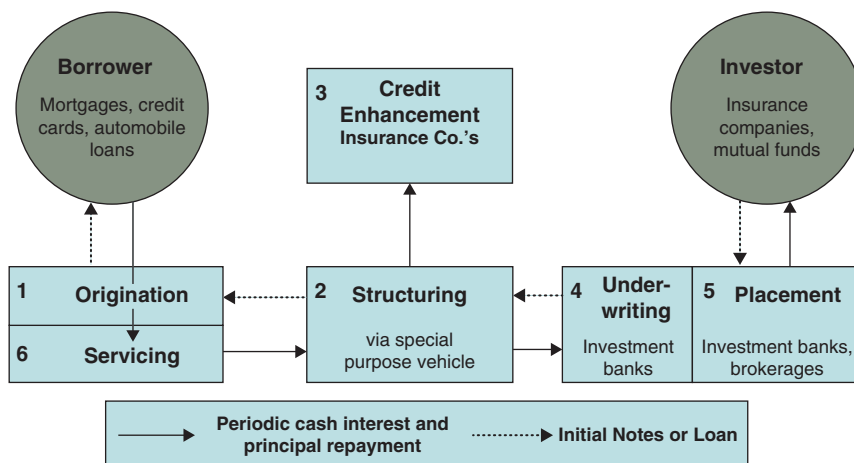 Borrower
Mortgages, credit
cards, automobile
loans
3 Credit
Enhancement
Insurance Co.'s
Investor
Insurance
companies,
mutual funds
1 Origination
6 Servicing
2 Structuring
via special
purpose vehicle
4 Under-
writing
Investment
banks
5 Placement
Investment banks,
brokerages
Periodic cash interest and
principal repayment
Initial Notes or Loan